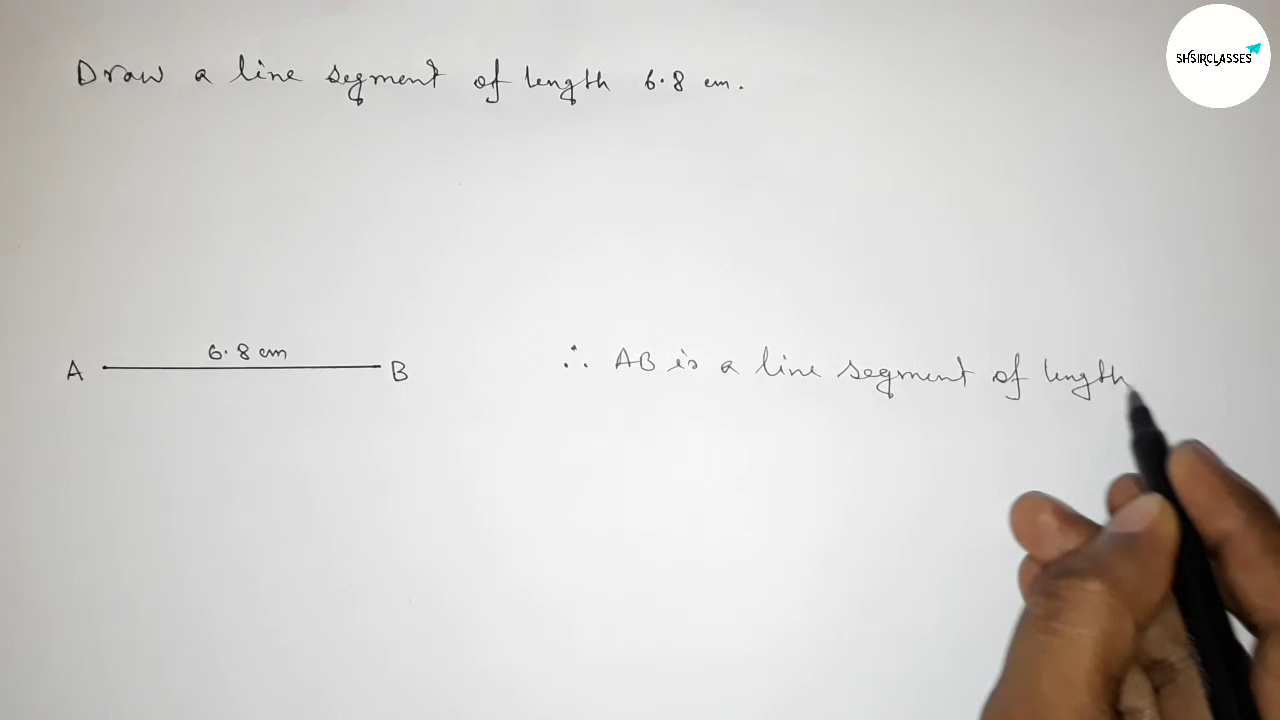 Draw a line segment of length 6.8 cm.
SHSIRCLASSES
6.8 cm
A B
∴ AB is a line segment of length